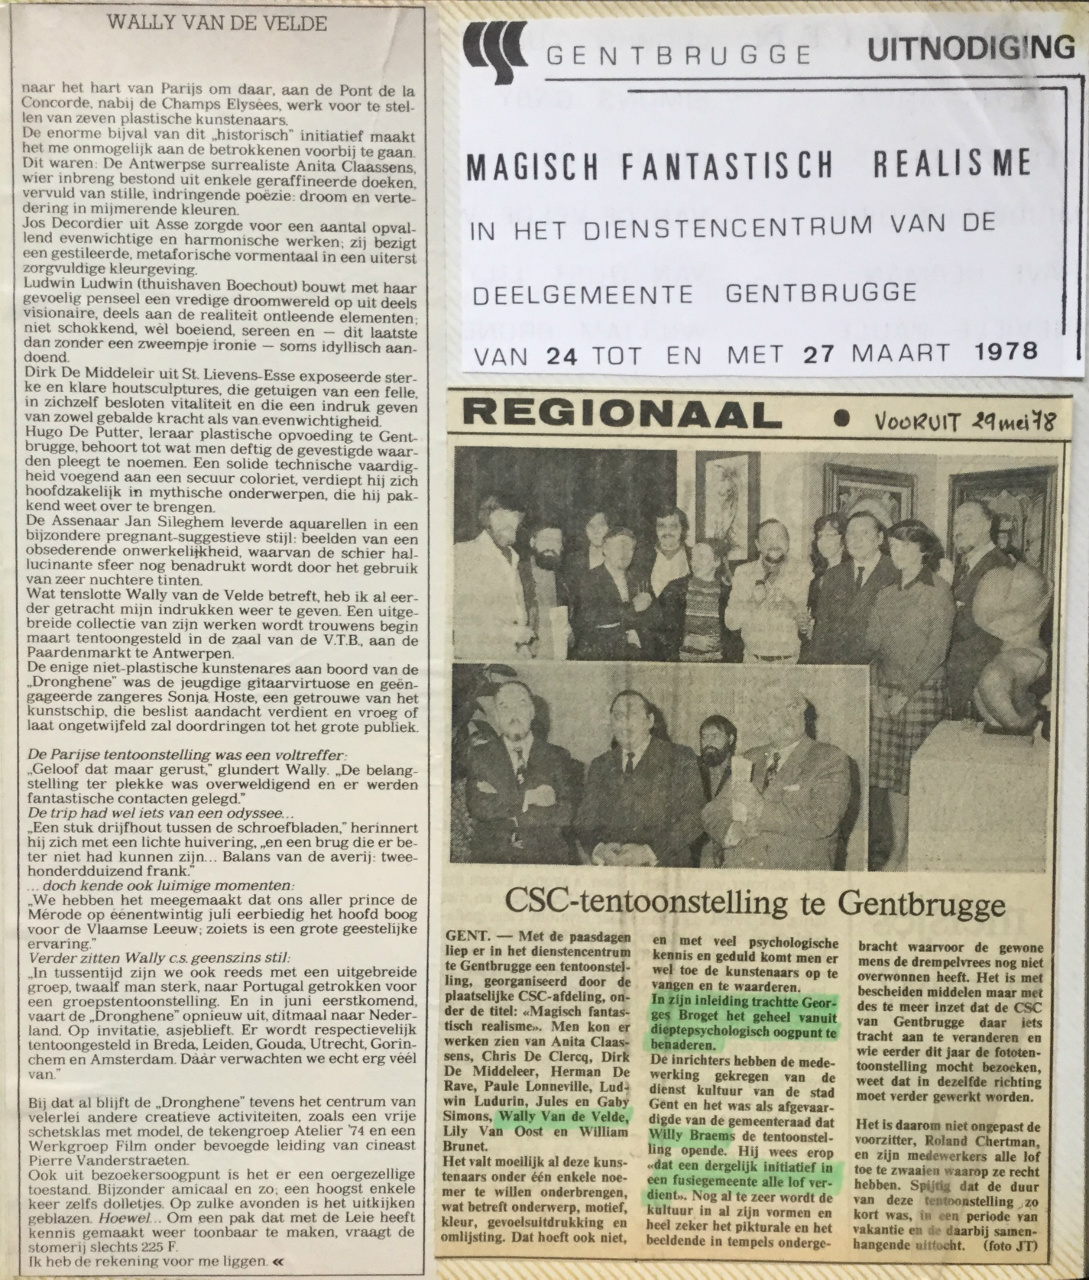 WALLY VAN DE VELDE
naar het hart van Parijs om daar, aan de Pont de la
Concorde, nabij de Champs Elysées, werk voor te stel-
len van zeven plastische kunstenaars.
De enorme bijval van dit „historisch” initiatief maakt
het me onmogelijk aan de betrokkenen voorbij te gaan.
Dit waren: De Antwerpse surrealiste Anita Claassens,
wier inbreng bestond uit enkele geraffineerde doeken,
vervuld van stille, indringende poëzie: droom en verte-
dering in mijmerende kleuren.
Jos Decordier uit Asse zorgde voor een aantal opval-
lend evenwichtige en harmonische werken; zij bezigt
een gestileerde, metaforische vormentaal in een uiterst
zorgvuldige kleurgeving.
Ludwin Ludwin (thuishaven Boechout) bouwt met haar
gevoelig penseel een vredige droomwereld op uit deels
visionaire, deels aan de realiteit ontleende elementen;
niet schokkend, wèl boeiend, sereen en — dit laatste
dan zonder een zweempje ironie — soms idyllisch aan-
doend.
Dirk De Middeleir uit St. Lievens-Esse exposeerde ster-
ke en klare houtsculptures, die getuigen van een felle,
in zichzelf besloten vitaliteit en die een indruk geven
van zowel gebalde kracht als van evenwichtigheid.
Hugo De Putter, leraar plastische opvoeding te Gent-
brugge, behoort tot wat men deftig de gevestigde waar-
den pleegt te noemen. Een solide technische vaardig-
heid voegend aan een secuur coloriet, verdiept hij zich
hoofdzakelijk in mythische onderwerpen, die hij pak-
kend weet over te brengen.
De Assenaar Jan Sileghem leverde aquarellen in een
bijzondere pregnant-suggestieve stijl: beelden van een
obsederende onwerkelijkheid, waarvan de schier hal-
lucinante sfeer nog benadrukt wordt door het gebruik
van zeer nuchtere tinten.
Wat tenslotte Wally van de Velde betreft, heb ik al eer-
der getracht mijn indrukken weer te geven. Een uitge-
breide collectie van zijn werken wordt trouwens begin
maart tentoongesteld in de zaal van de V.T.B., aan de
Paardenmarkt te Antwerpen.
De enige niet-plastische kunstenares aan boord van de
„Dronghene” was de jeugdige gitaarvirtuose en geën-
gageerde zangeres Sonja Hoste, een getrouwe van het
kunstschip, die beslist aandacht verdient en vroeg of
laat ongetwijfeld zal doordringen tot het grote publiek.
De Parijse tentoonstelling was een voltreffer:
„Geloof dat maar gerust,” glundert Wally. „De belang-
stelling ter plekke was overweldigend en er werden
fantastische contacten gelegd.”
De trip had wel iets van een odyssee...
„Een stuk drijfhout tussen de schroefbladen,” herinnert
hij zich met een lichte huivering, „en een brug die er be-
ter niet had kunnen zijn... Balans van de averij: twee-
honderdduizend frank.”
... doch kende ook luimige momenten:
„We hebben het meegemaakt dat ons aller prince de
Mérode op éénentwintig juli eerbiedig het hoofd boog
voor de Vlaamse Leeuw; zoiets is een grote geestelijke
ervaring.”
Verder zitten Wally c.s. geenszins stil:
„In tussentijd zijn we ook reeds met een uitgebreide
groep, twaalf man sterk, naar Portugal getrokken voor
een groepstentoonstelling. En in juni eerstkomend,
vaart de „Dronghene” opnieuw uit, ditmaal naar Neder-
land. Op invitatie, asjeblieft. Er wordt respectievelijk
tentoongesteld in Breda, Leiden, Gouda, Utrecht, Gorin-
chem en Amsterdam. Dáár verwachten we echt erg véél
van.”
Bij dat al blijft de „Dronghene” tevens het centrum van
velerlei andere creatieve activiteiten, zoals een vrije
schetsklas met model, de tekengroep Atelier '74 en een
Werkgroep Film onder bevoegde leiding van cineast
Pierre Vanderstraeten.
Ook uit bezoekersoogpunt is het er een oergezellige
toestand. Bijzonder amicaal en zo; een hoogst enkele
keer zelfs dolletjes. Op zulke avonden is het uitkijken
geblazen. Hoewel... Om een pak dat met de Leie heeft
kennis gemaakt weer toonbaar te maken, vraagt de
stomerij slechts 225 F.
Ik heb de rekening voor me liggen. «
csc GENTBRUGGE UITNODIGING
MAGISCH FANTASTISCH REALISME
IN HET DIENSTENCENTRUM VAN DE
DEELGEMEENTE GENTBRUGGE
VAN 24 TOT EN MET 27 MAART 1978
REGIONAAL • VOORUIT 29 mei 78
CSC-tentoonstelling te Gentbrugge
GENT. — Met de paasdagen
liep er in het dienstencentrum
te Gentbrugge een tentoonstel-
ling, georganiseerd door de
plaatselijke CSC-afdeling, on-
der de titel: «Magisch fantas-
tisch realisme». Men kon er
werken zien van Anita Claas-
sens, Chris De Clercq, Dirk
De Middeleer, Herman De
Rave, Paule Lonneville, Lud-
win Ludurin, Jules en Gaby
Simons, Wally Van de Velde,
Lily Van Oost en William
Brunet.
Het valt moeilijk al deze kuns-
tenaars onder één enkele noe-
mer te willen onderbrengen,
wat betreft onderwerp, motief,
kleur, gevoelsuitdrukking en
omlijsting. Dat hoeft ook niet,
en met veel psychologische
kennis en geduld komt men er
wel toe de kunstenaars op te
vangen en te waarderen.
In zijn inleiding trachtte Geor-
ges Broget het geheel vanuit
dieptepsychologisch oogpunt te
benaderen.
De inrichters hebben de mede-
werking gekregen van de
dienst kultuur van de stad
Gent en het was als afgevaar-
digde van de gemeenteraad dat
Willy Braems de tentoonstel-
ling opende. Hij wees erop
«dat een dergelijk initiatief in
een fusiegemeente alle lof ver-
dient». Nog al te zeer wordt de
kultuur in al zijn vormen en
heel zeker het pikturale en het
beeldende in tempels onderge-
bracht waarvoor de gewone
mens de drempelvrees nog niet
overwonnen heeft. Het is met
bescheiden middelen maar met
des te meer inzet dat de CSC
van Gentbrugge daar iets
tracht aan te veranderen en
wie eerder dit jaar de fototen-
toonstelling mocht bezoeken,
weet dat in dezelfde richting
moet verder gewerkt worden.
Het is daarom niet ongepast de
voorzitter, Roland Chertman,
en zijn medewerkers alle lof
toe te zwaaien waarop ze recht
hebben. Spijtig dat de duur
van deze tentoonstelling zo
kort was, in een periode van
vakantie en de daarbij samen-
hangende uittocht. (foto JT)